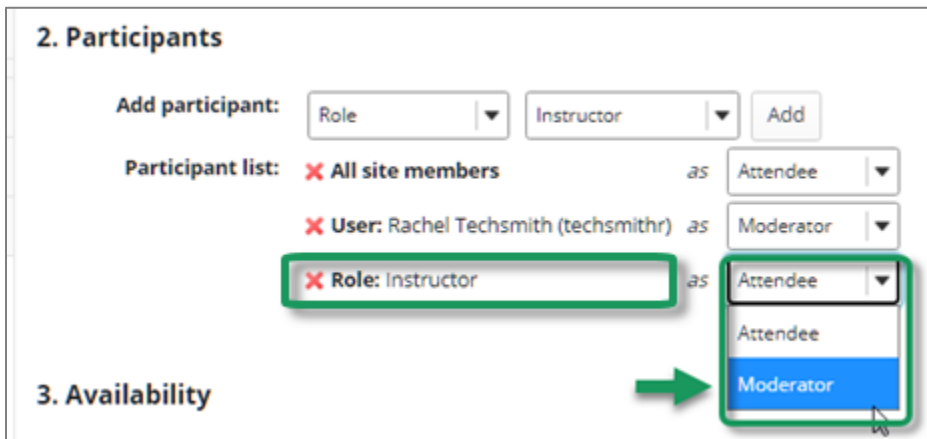 2. Participants
Add participant: Role Instructor Add
Participant list: All site members as Attendee
User: Rachel Techsmith (techsmithr) as Moderator
Role: Instructor as Attendee
Attendee
Moderator
3. Availability